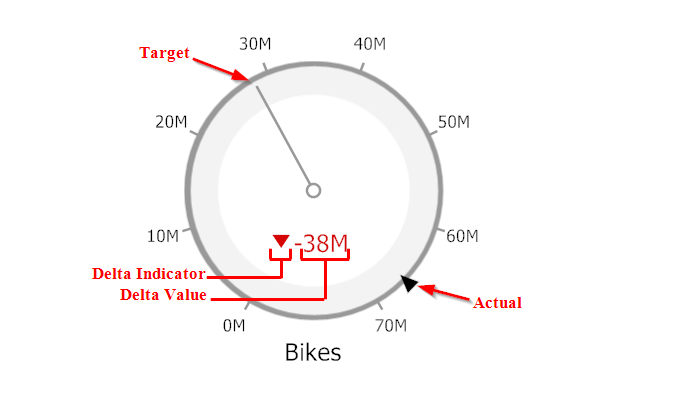 30M
40M
Target
20M
50M
10M
60M
-38M
Delta Indicator
Delta Value
Actual
0M
70M
Bikes